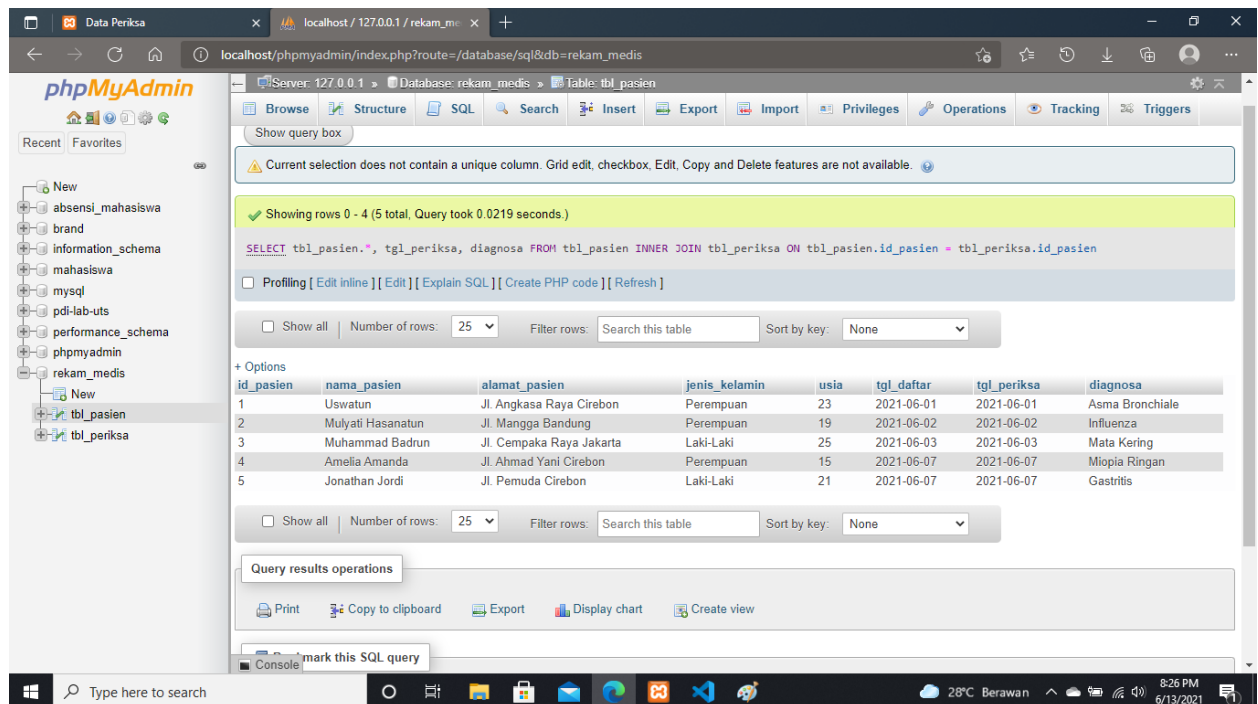 Data Periksa
localhost / 127.0.0.1 / rekam_me
localhost/phpmyadmin/index.php?route=/database/sql&db=rekam_medis
phpMyAdmin
Recent Favorites
New
absensi_mahasiswa
brand
information_schema
mahasiswa
mysql
pdi-lab-uts
performance_schema
phpmyadmin
rekam_medis
New
tbl_pasien
tbl_periksa
Server: 127.0.0.1 » Database: rekam_medis » Table: tbl_pasien
Browse Structure SQL Search Insert Export Import Privileges Operations Tracking Triggers
Show query box
Current selection does not contain a unique column. Grid edit, checkbox, Edit, Copy and Delete features are not available.
Showing rows 0 - 4 (5 total, Query took 0.0219 seconds.)
SELECT tbl_pasien.*, tgl_periksa, diagnosa FROM tbl_pasien INNER JOIN tbl_periksa ON tbl_pasien.id_pasien = tbl_periksa.id_pasien
Profiling [ Edit inline ] [ Edit ] [ Explain SQL ] [ Create PHP code ] [ Refresh ]
Show all | Number of rows: 25 Filter rows: Search this table Sort by key: None
+ Options
id_pasien nama_pasien alamat_pasien jenis_kelamin usia tgl_daftar tgl_periksa diagnosa
1 Uswatun Jl. Angkasa Raya Cirebon Perempuan 23 2021-06-01 2021-06-01 Asma Bronchiale
2 Mulyati Hasanatun Jl. Mangga Bandung Perempuan 19 2021-06-02 2021-06-02 Influenza
3 Muhammad Badrun Jl. Cempaka Raya Jakarta Laki-Laki 25 2021-06-03 2021-06-03 Mata Kering
4 Amelia Amanda Jl. Ahmad Yani Cirebon Perempuan 15 2021-06-07 2021-06-07 Miopia Ringan
5 Jonathan Jordi Jl. Pemuda Cirebon Laki-Laki 21 2021-06-07 2021-06-07 Gastritis
Show all | Number of rows: 25 Filter rows: Search this table Sort by key: None
Query results operations
Print Copy to clipboard Export Display chart Create view
mark this SQL query
Console
Type here to search
28°C Berawan
8:26 PM
6/13/2021